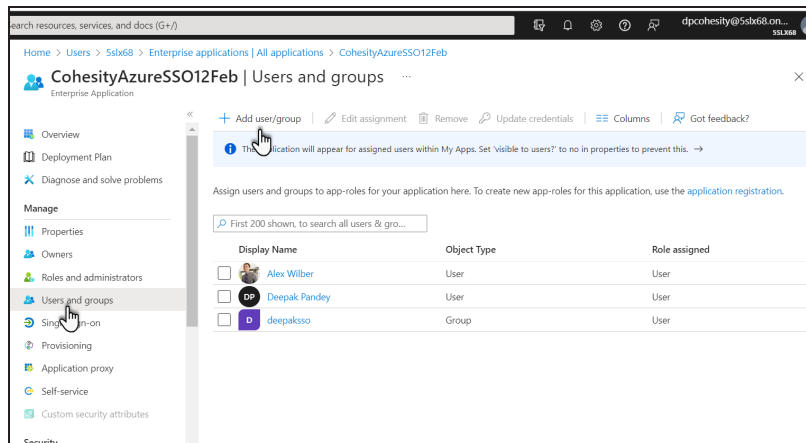 earch resources, services, and docs (G+/)
dpcohesity@5slx68.on...
5SLX68
Home > Users > 5slx68 > Enterprise applications | All applications > CohesityAzureSSO12Feb
CohesityAzureSSO12Feb | Users and groups ...
Enterprise Application
Overview
Deployment Plan
Diagnose and solve problems
Manage
Properties
Owners
Roles and administrators
Users and groups
Single sign-on
Provisioning
Application proxy
Self-service
Custom security attributes
Security
Add user/group
Edit assignment
Remove
Update credentials
Columns
Got feedback?
The application will appear for assigned users within My Apps. Set 'visible to users?' to no in properties to prevent this. →
Assign users and groups to app-roles for your application here. To create new app-roles for this application, use the application registration.
First 200 shown, to search all users & gro...
Display Name Object Type Role assigned
Alex Wilber User User
DP Deepak Pandey User User
D deepaksso Group User